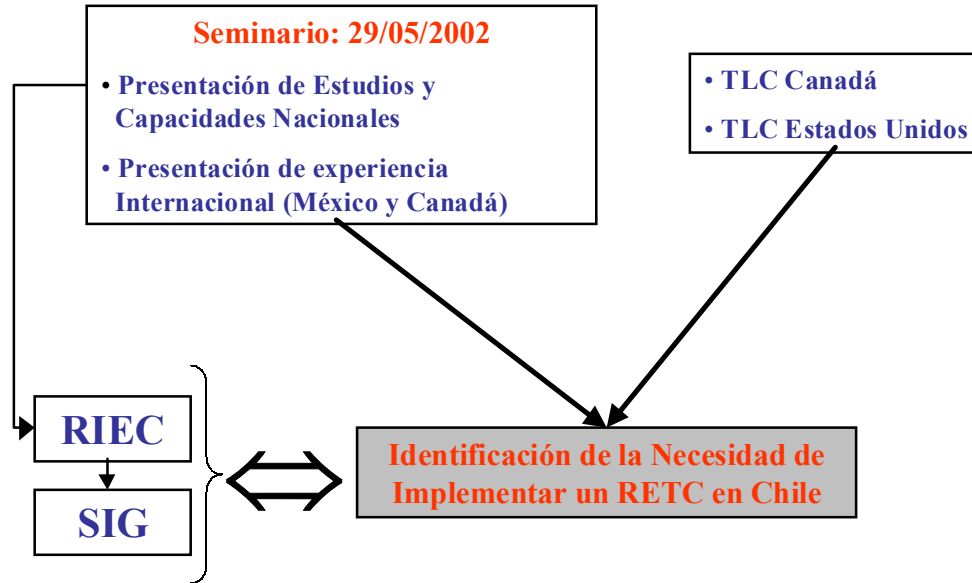 Seminario: 29/05/2002
• Presentación de Estudios y
Capacidades Nacionales
• Presentación de experiencia
Internacional (México y Canadá)
• TLC Canadá
• TLC Estados Unidos
RIEC
SIG
Identificación de la Necesidad de
Implementar un RETC en Chile